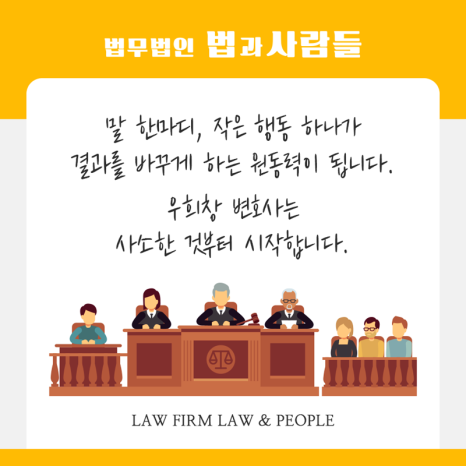 법무법인 법과사람들
말 한마디, 작은 행동 하나가
결과를 바꾸게 하는 원동력이 됩니다.
우희창 변호사는
사소한 것부터 시작합니다.
LAW FIRM LAW & PEOPLE